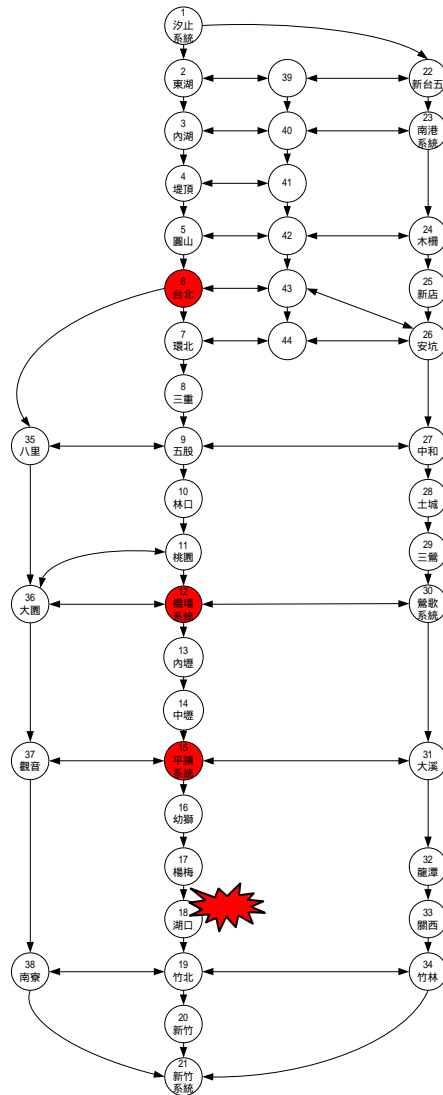 1
汐止
系統
2
東湖
39
22
新台五
3
內湖
40
23
南港
系統
4
堤頂
41
5
圓山
42
24
木柵
6
台北
43
25
新店
7
環北
44
26
安坑
8
三重
35
八里
9
五股
27
中和
10
林口
28
土城
11
桃園
29
三鶯
36
大園
12
機場
系統
30
鶯歌
系統
13
內壢
14
中壢
37
觀音
15
平鎮
系統
31
大溪
16
幼獅
17
楊梅
32
龍潭
18
湖口
33
關西
38
南寮
19
竹北
34
竹林
20
新竹
21
新竹
系統